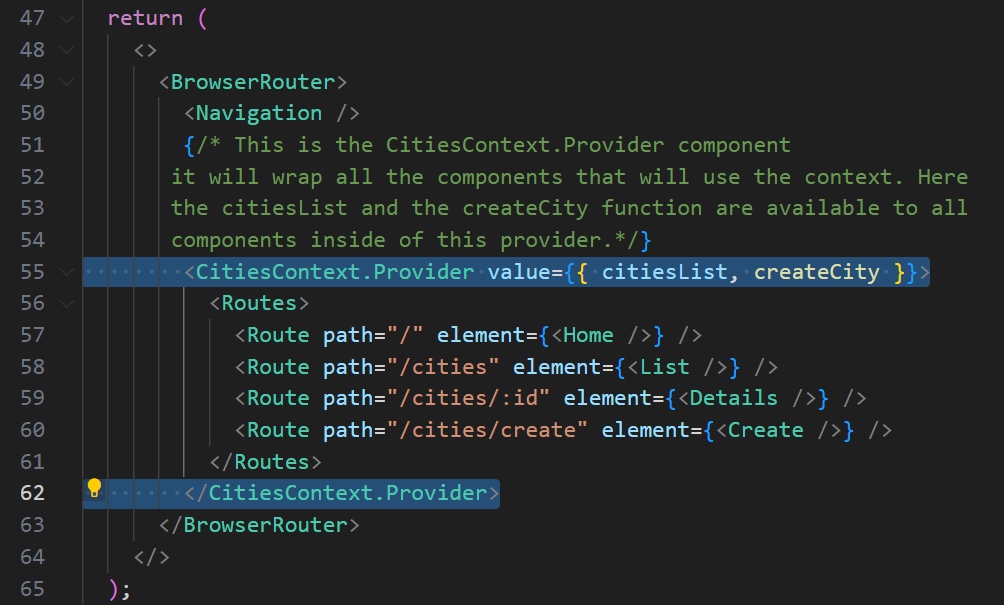 47 return (
48 <>
49 <BrowserRouter>
50 <Navigation />
51 {/* This is the CitiesContext.Provider component
52 it will wrap all the components that will use the context. Here
53 the citiesList and the createCity function are available to all
54 components inside of this provider.*/}
55 <CitiesContext.Provider value={{ citiesList, createCity }}>
56 <Routes>
57 <Route path="/" element={<Home />} />
58 <Route path="/cities" element={<List />} />
59 <Route path="/cities/:id" element={<Details />} />
60 <Route path="/cities/create" element={<Create />} />
61 </Routes>
62 </CitiesContext.Provider>
63 </BrowserRouter>
64 </>
65 );